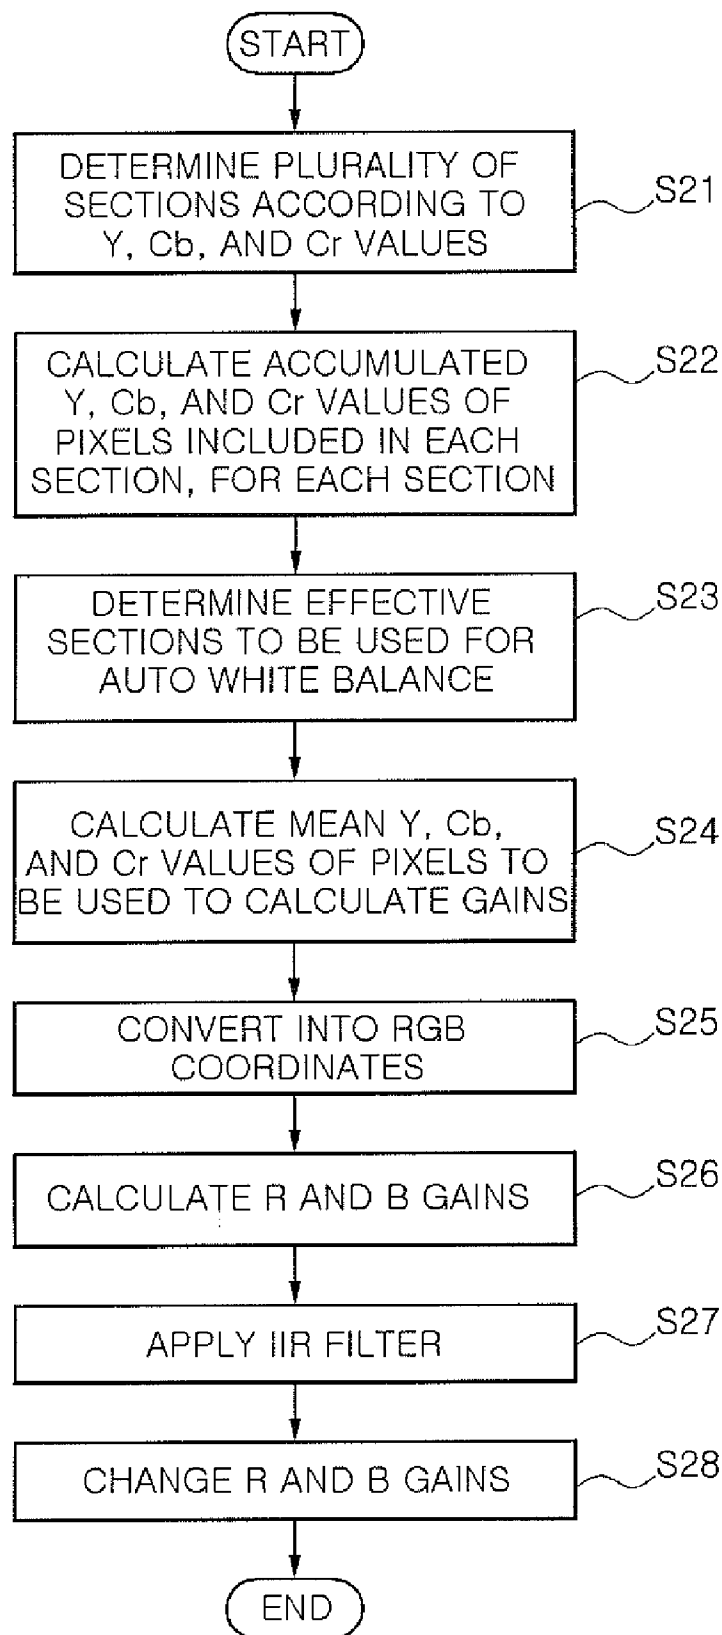 START
DETERMINE PLURALITY OF
SECTIONS ACCORDING TO
Y, Cb, AND Cr VALUES
S21
CALCULATE ACCUMULATED
Y, Cb, AND Cr VALUES OF
PIXELS INCLUDED IN EACH
SECTION, FOR EACH SECTION
S22
DETERMINE EFFECTIVE
SECTIONS TO BE USED FOR
AUTO WHITE BALANCE
S23
CALCULATE MEAN Y, Cb,
AND Cr VALUES OF PIXELS TO
BE USED TO CALCULATE GAINS
S24
CONVERT INTO RGB
COORDINATES
S25
CALCULATE R AND B GAINS
S26
APPLY IIR FILTER
S27
CHANGE R AND B GAINS
S28
END